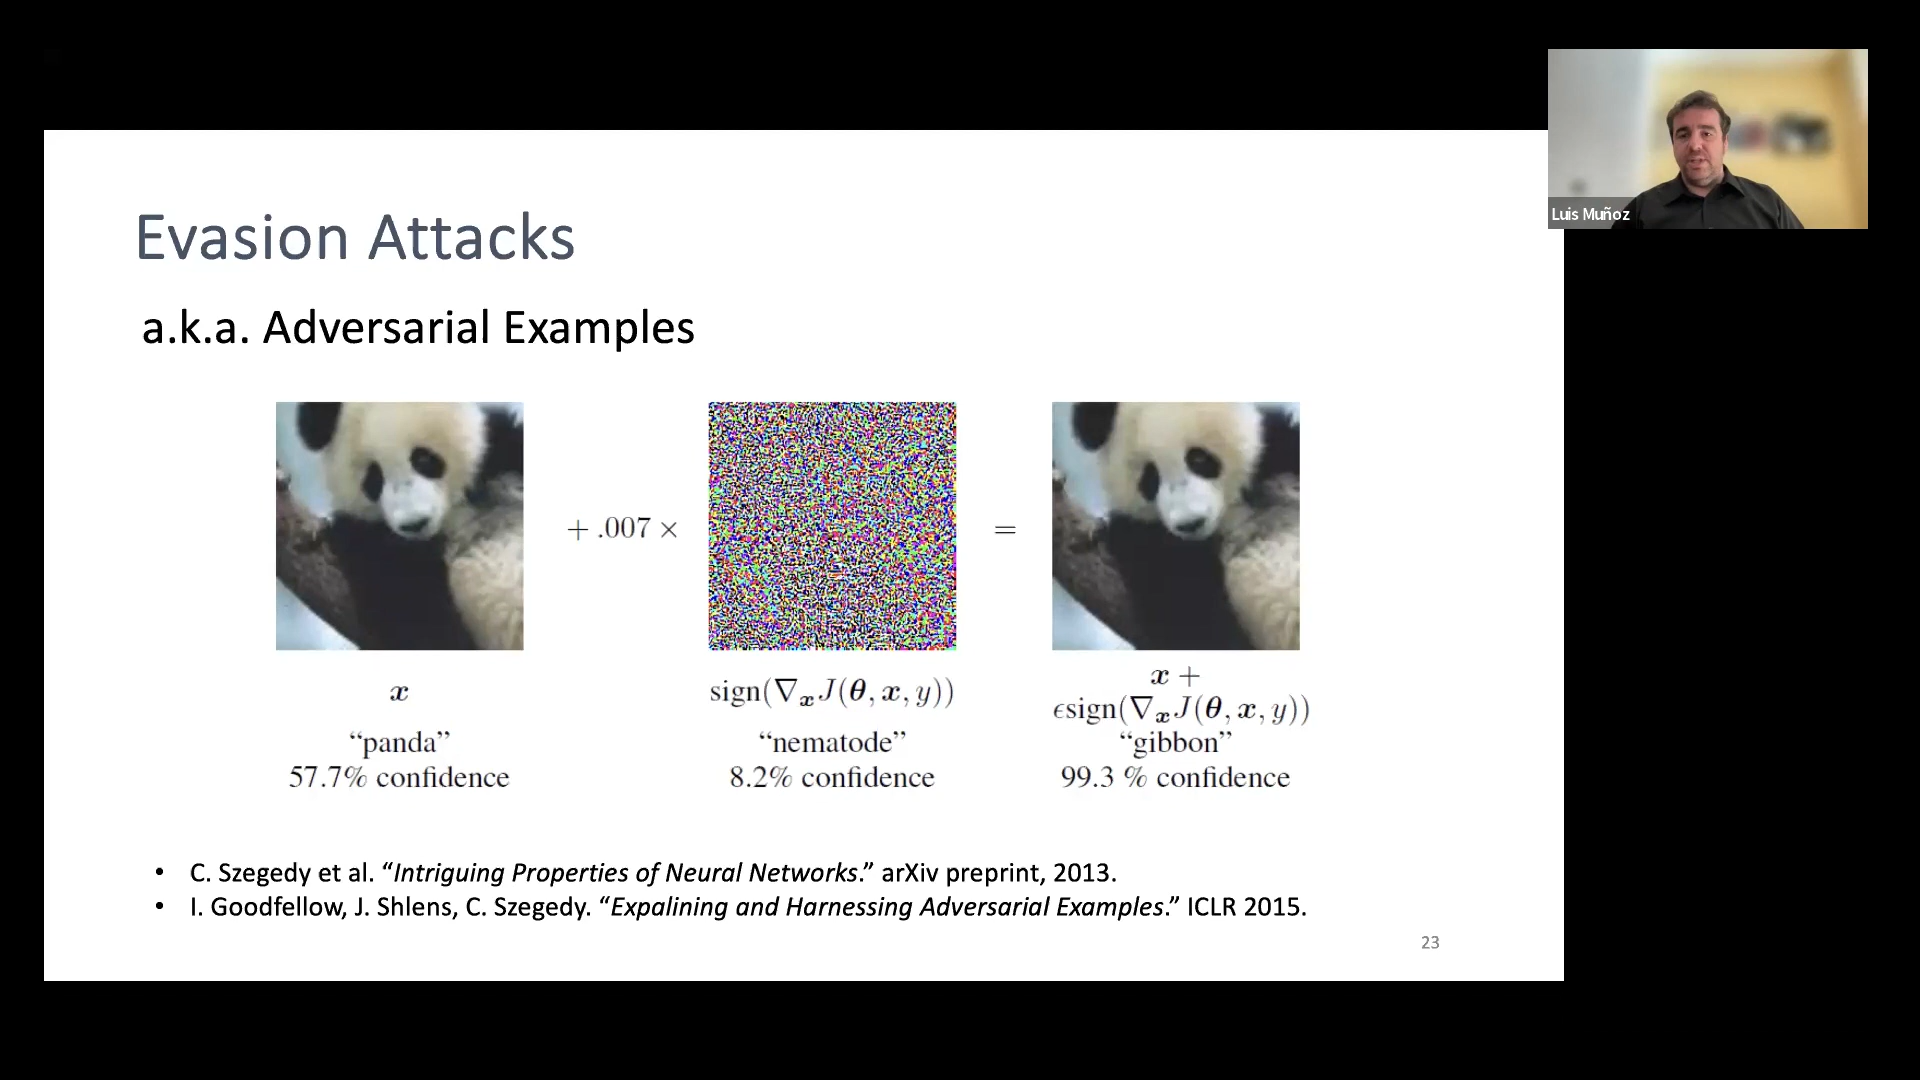 Luis Muñoz
Evasion Attacks
a.k.a. Adversarial Examples
+ .007 ×
=
x
sign(∇ₓJ(θ, x, y))
x +
ϵsign(∇ₓJ(θ, x, y))
“panda”
“nematode”
“gibbon”
57.7% confidence
8.2% confidence
99.3 % confidence
• C. Szegedy et al. “Intriguing Properties of Neural Networks.” arXiv preprint, 2013.
• I. Goodfellow, J. Shlens, C. Szegedy. “Expalining and Harnessing Adversarial Examples.” ICLR 2015.
23